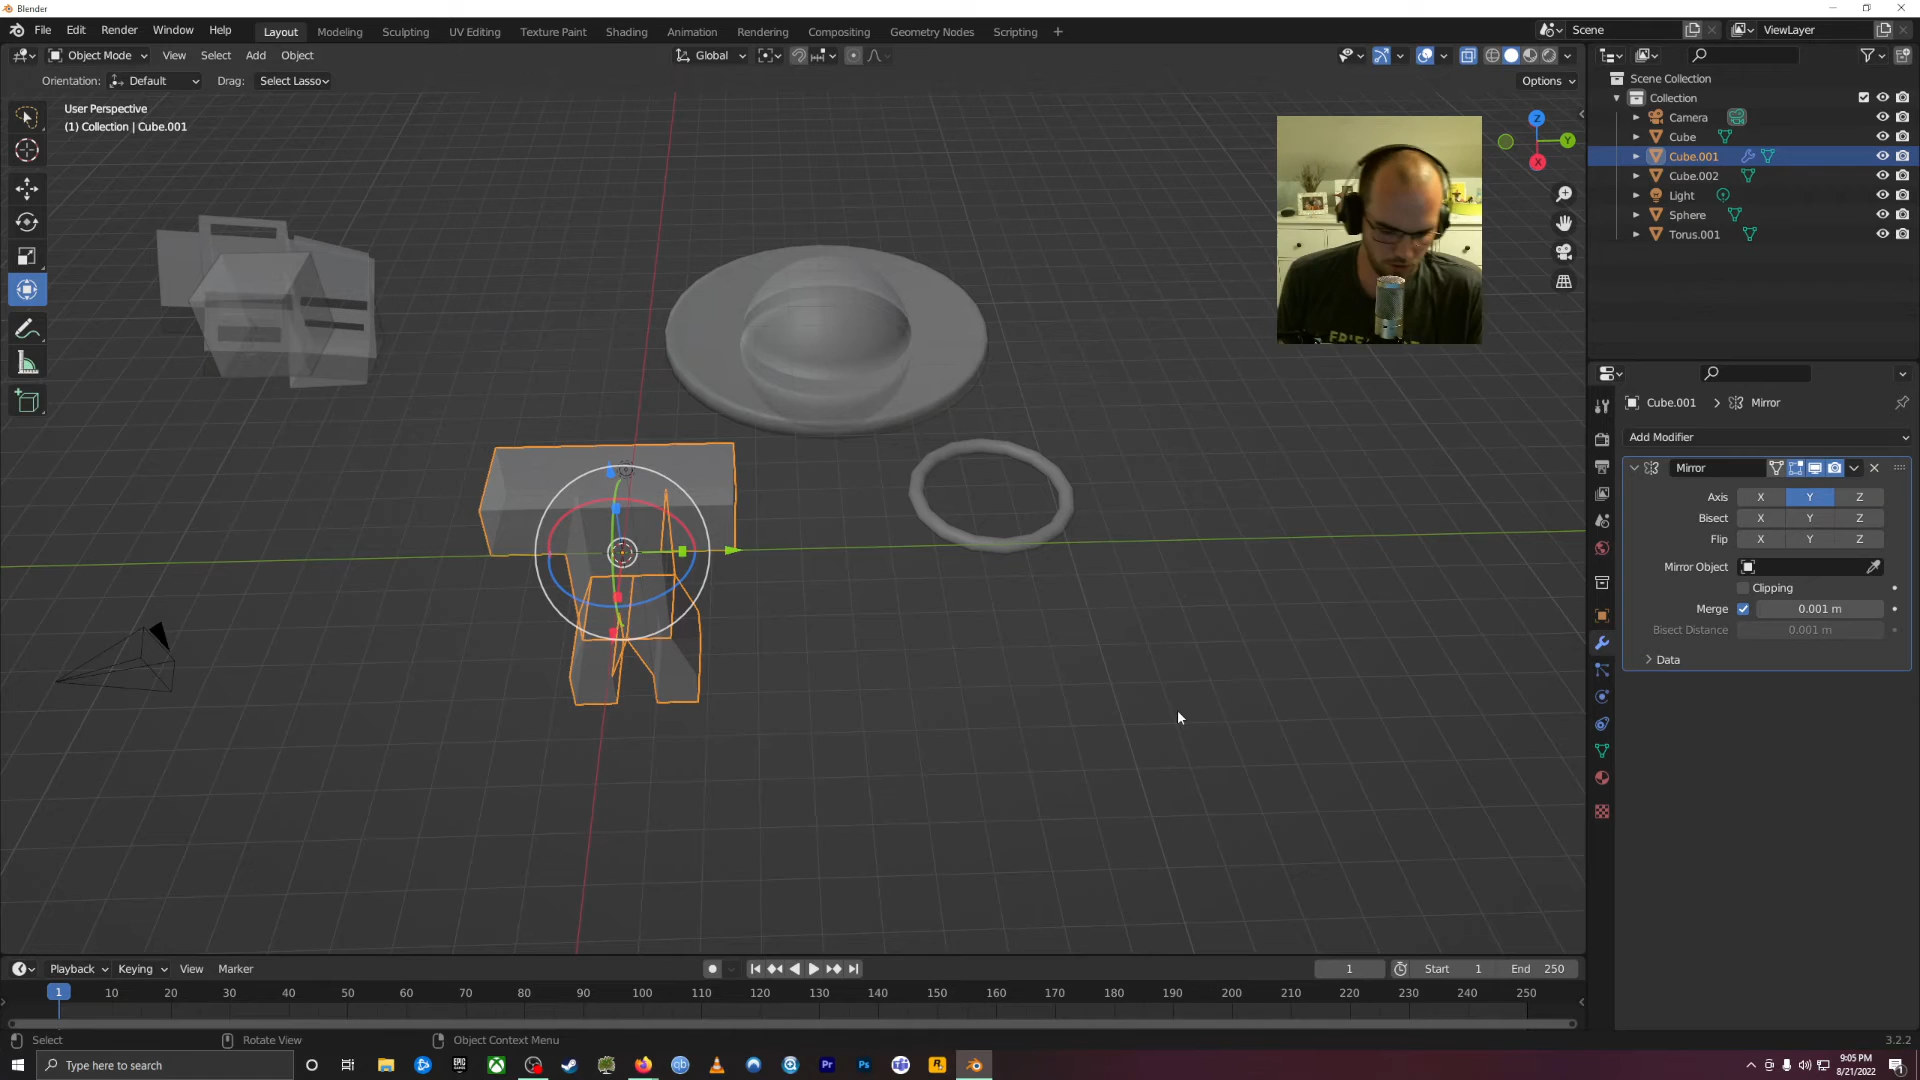 Blender
File Edit Render Window Help Layout Modeling Sculpting UV Editing Texture Paint Shading Animation Rendering Compositing Geometry Nodes Scripting + Scene ViewLayer
Object Mode View Select Add Object Global
Orientation: Default Drag: Select Lasso Options
User Perspective
(1) Collection | Cube.001
Z
Y
X
Scene Collection
Collection
Camera
Cube
Cube.001
Cube.002
Light
Sphere
Torus.001
Cube.001 > Mirror
Add Modifier
Mirror
Axis X Y Z
Bisect X Y Z
Flip X Y Z
Mirror Object
Clipping
Merge 0.001 m
Bisect Distance 0.001 m
Data
Playback Keying View Marker 1 Start 1 End 250
1 10 20 30 40 50 60 70 80 90 100 110 120 130 140 150 160 170 180 190 200 210 220 230 240 250
Select Rotate View Object Context Menu 3.2.2
Type here to search
9:05 PM
8/21/2022